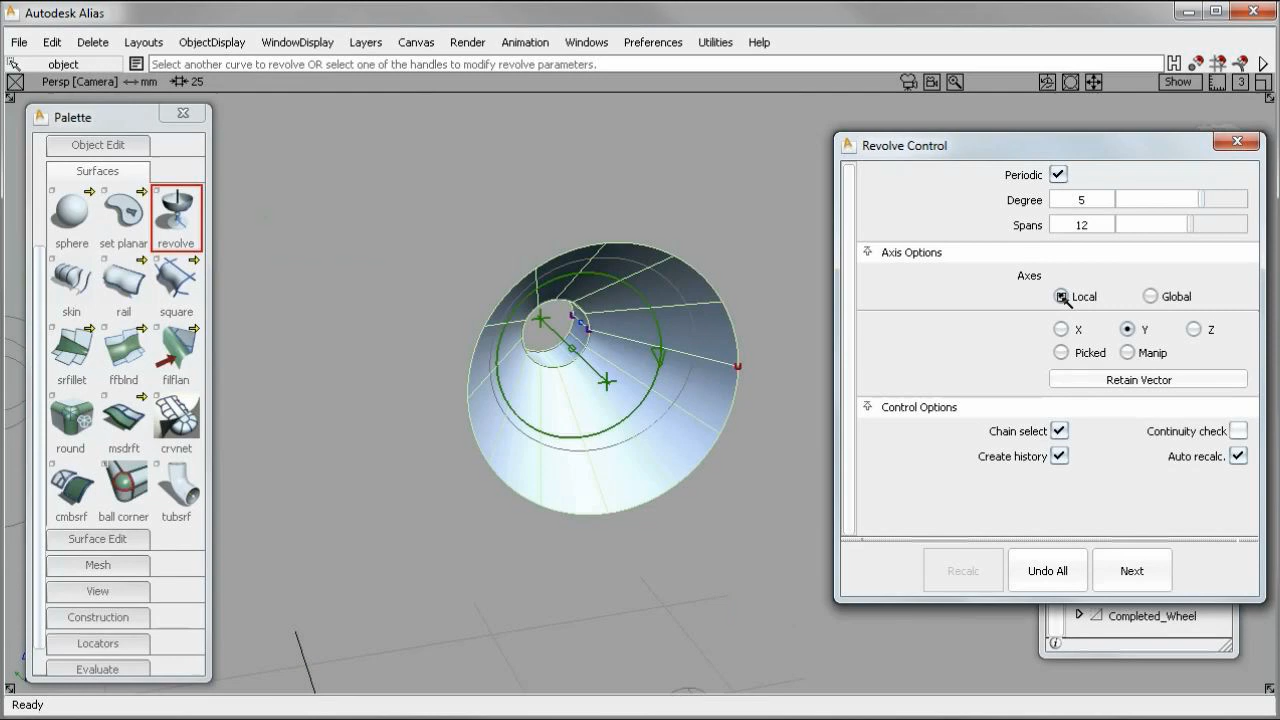 Autodesk Alias
File Edit Delete Layouts ObjectDisplay WindowDisplay Layers Canvas Render Animation Windows Preferences Utilities Help
object Select another curve to revolve OR select one of the handles to modify revolve parameters.
Persp [Camera] mm 25 Show 3
Palette
Object Edit
Surfaces
sphere set planar revolve
skin rail square
srfillet ffblnd filflan
round msdrft crvnet
cmbsrf ball corner tubsrf
Surface Edit
Mesh
View
Construction
Locators
Evaluate
Revolve Control
Periodic
Degree 5
Spans 12
Axis Options
Axes
Local Global
X Y Z
Picked Manip
Retain Vector
Control Options
Chain select Continuity check
Create history Auto recalc.
Recalc Undo All Next
Completed_Wheel
Ready